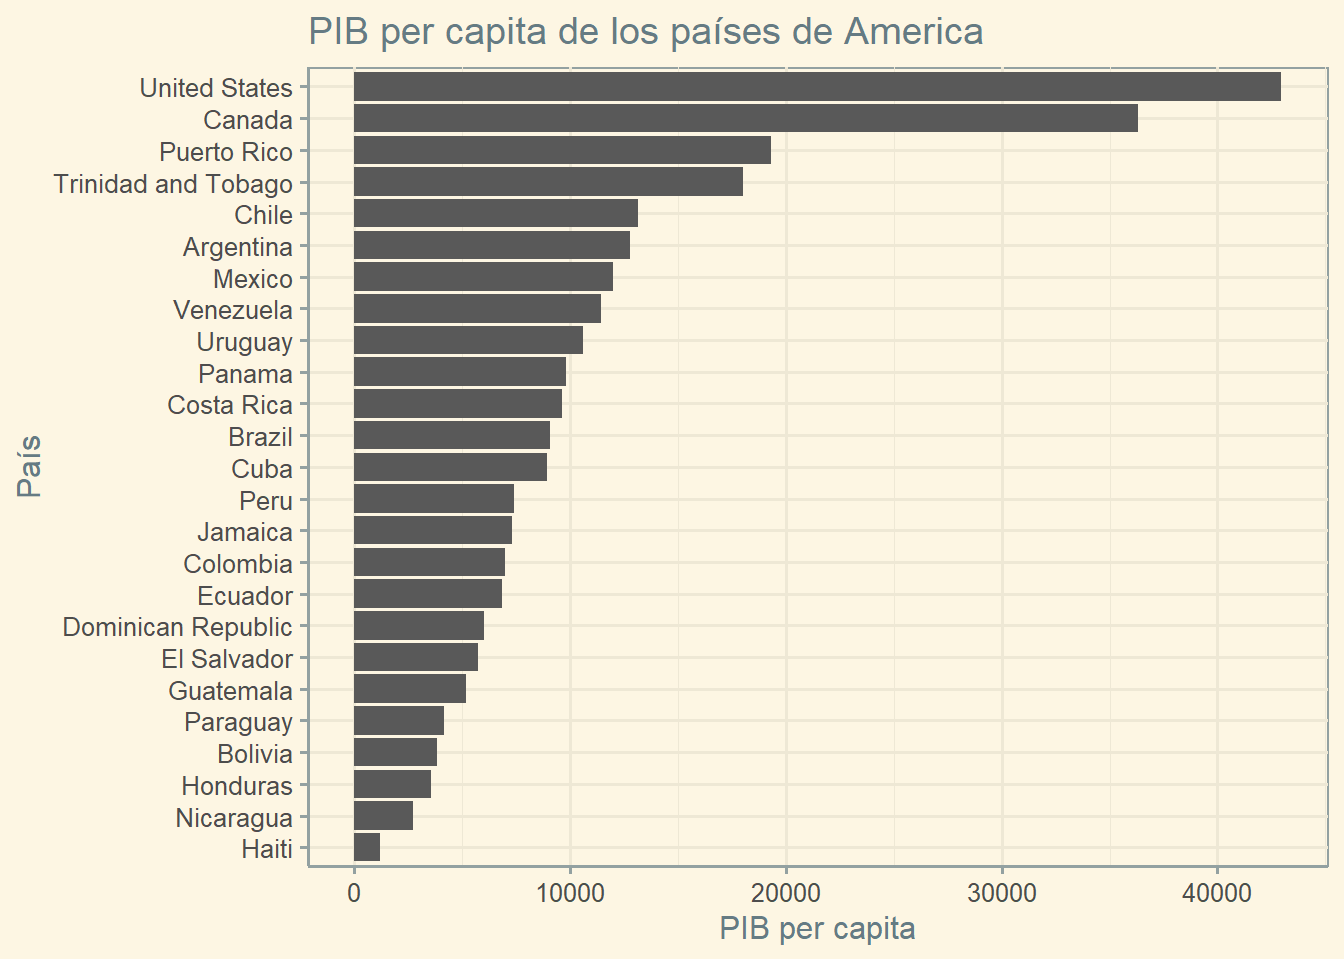 PIB per capita de los países de America
United States
Canada
Puerto Rico
Trinidad and Tobago
Chile
Argentina
Mexico
Venezuela
Uruguay
Panama
Costa Rica
Brazil
Cuba
Peru
Jamaica
Colombia
Ecuador
Dominican Republic
El Salvador
Guatemala
Paraguay
Bolivia
Honduras
Nicaragua
Haiti
País
0 10000 20000 30000 40000
PIB per capita